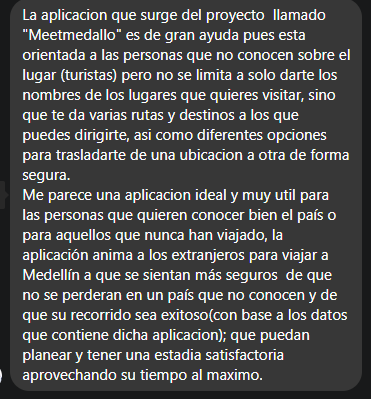 La aplicacion que surge del proyecto  llamado
"Meetmedallo" es de gran ayuda pues esta
orientada a las personas que no conocen sobre el
lugar (turistas) pero no se limita a solo darte los
nombres de los lugares que quieres visitar, sino
que te da varias rutas y destinos a los que
puedes dirigirte, asi como diferentes opciones
para trasladarte de una ubicacion a otra de forma
segura.
Me parece una aplicacion ideal y muy util para
las personas que quieren conocer bien el país o
para aquellos que nunca han viajado, la
aplicación anima a los extranjeros para viajar a
Medellín a que se sientan más seguros  de que
no se perderan en un país que no conocen y de
que su recorrido sea exitoso(con base a los datos
que contiene dicha aplicacion); que puedan
planear y tener una estadia satisfactoria
aprovechando su tiempo al maximo.